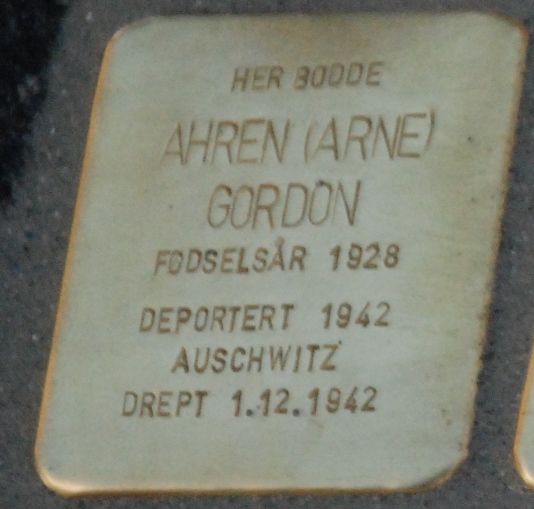 HER BODDE
AHREN (ARNE)
GORDON
FØDSELSÅR 1928
DEPORTERT 1942
AUSCHWITZ
DREPT 1.12.1942